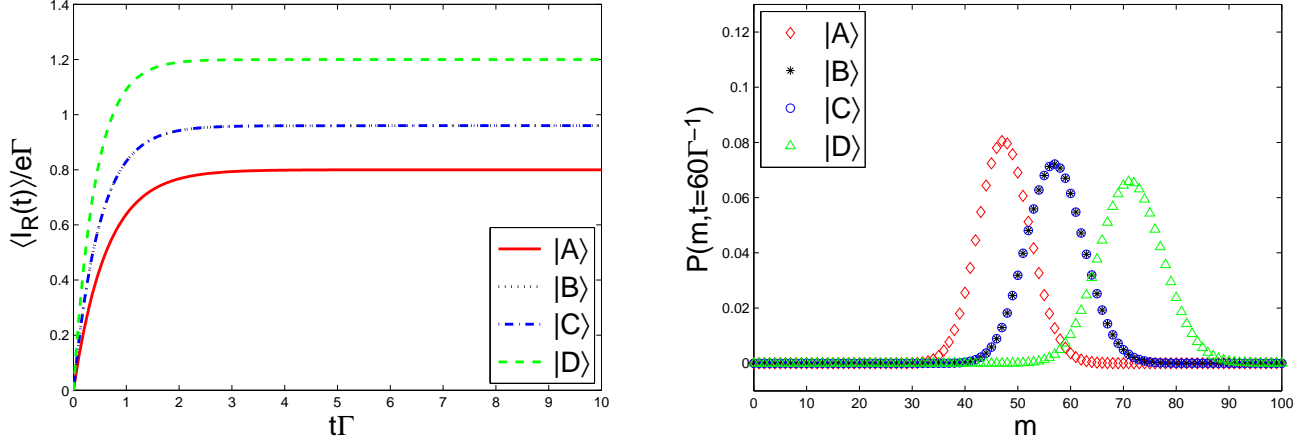 ⟨I_R(t)⟩/eΓ
1.4
1.2
1
0.8
0.6
0.4
0.2
0
0 1 2 3 4 5 6 7 8 9 10
tΓ
|A⟩
|B⟩
|C⟩
|D⟩
P(m,t=60Γ⁻¹)
0.12
0.1
0.08
0.06
0.04
0.02
0
0 10 20 30 40 50 60 70 80 90 100
m
|A⟩
|B⟩
|C⟩
|D⟩